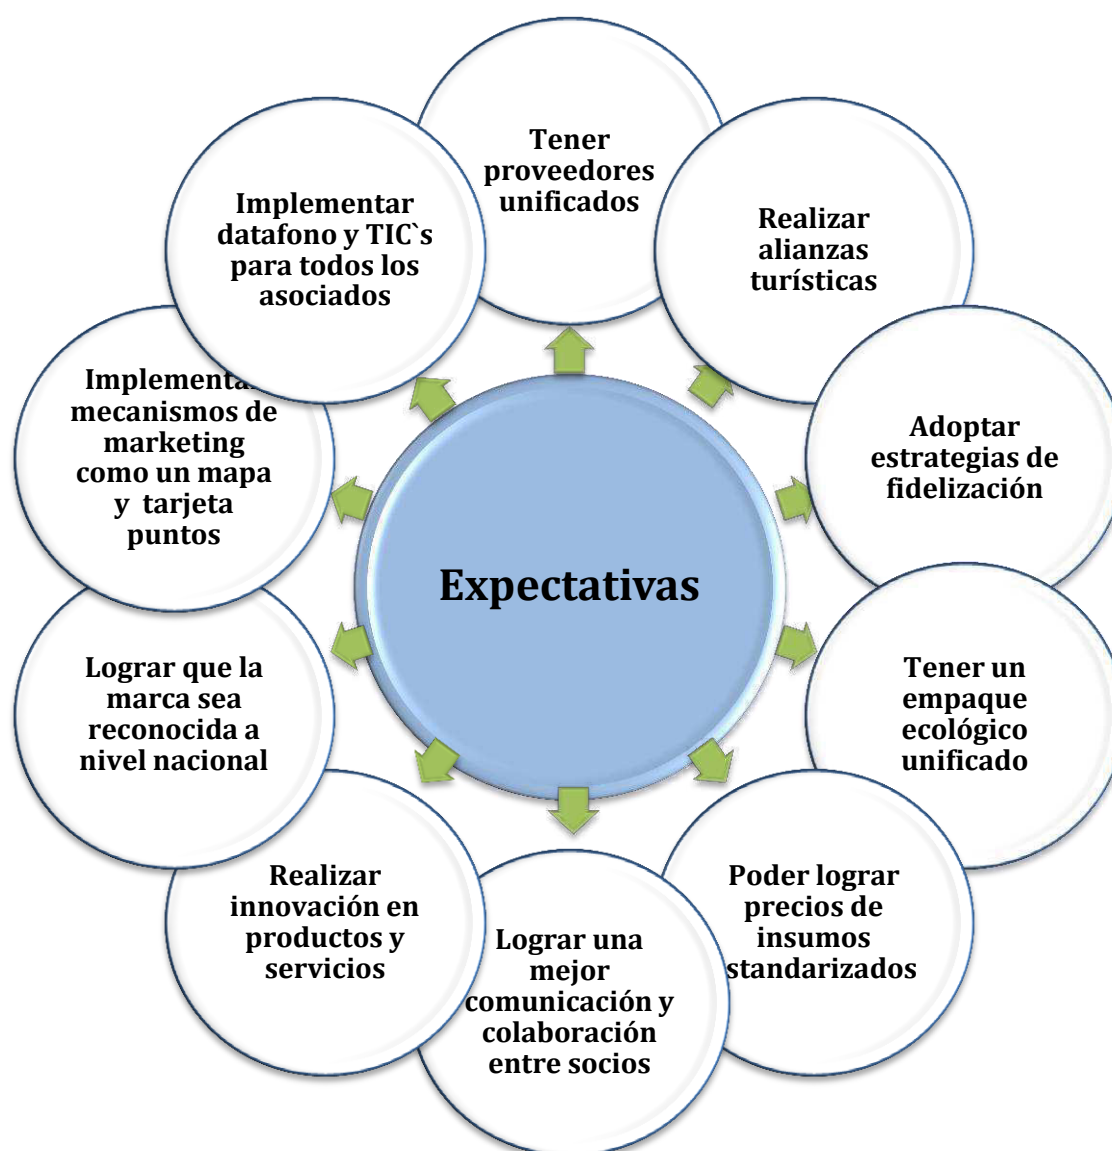 Tener
proveedores
unificados
Realizar
alianzas
turísticas
Adoptar
estrategias de
fidelización
Tener un
empaque
ecológico
unificado
Poder lograr
precios de
insumos
standarizados
Lograr una
mejor
comunicación y
colaboración
entre socios
Realizar
innovación en
productos y
servicios
Lograr que la
marca sea
reconocida a
nivel nacional
Implementar
mecanismos de
marketing
como un mapa
y tarjeta
puntos
Implementar
datafono y TIC`s
para todos los
asociados
Expectativas